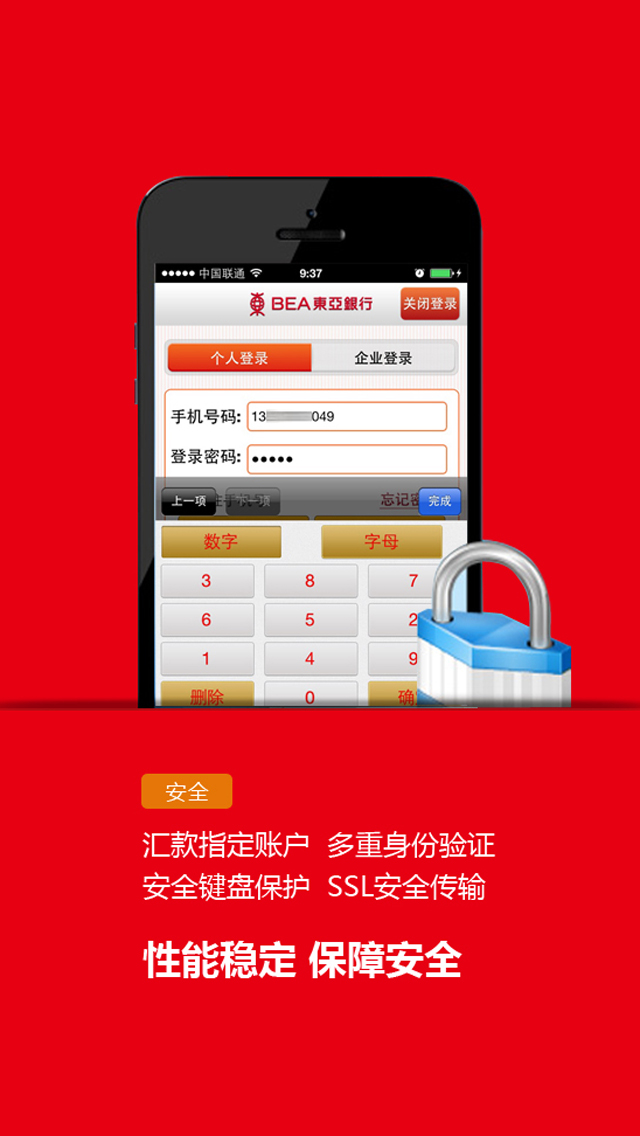 中国联通 9:37
BEA東亞銀行 关闭登录
个人登录 企业登录
手机号码: 13 049
登录密码: •••••
上一项 下一项 忘记密 完成
数字 字母
3 8 7
6 5 2
1 4 9
删除 0 确
安全
汇款指定账户 多重身份验证
安全键盘保护 SSL安全传输
性能稳定 保障安全